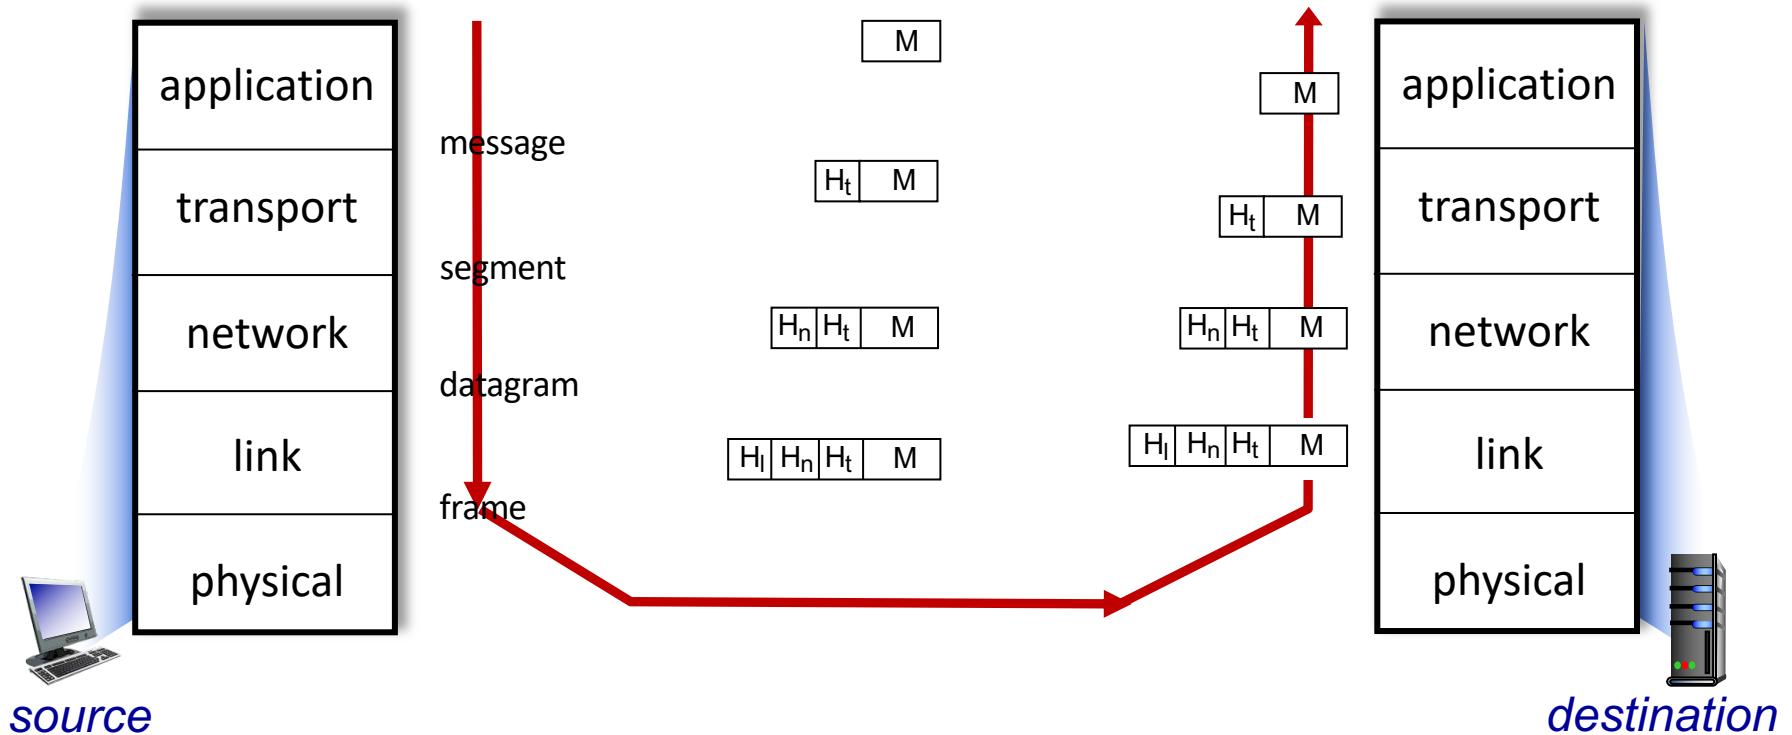 application
message
transport
segment
network
datagram
link
frame
physical
source
M
Ht M
Hn Ht M
Hl Hn Ht M
M
Ht M
Hn Ht M
Hl Hn Ht M
application
transport
network
link
physical
destination